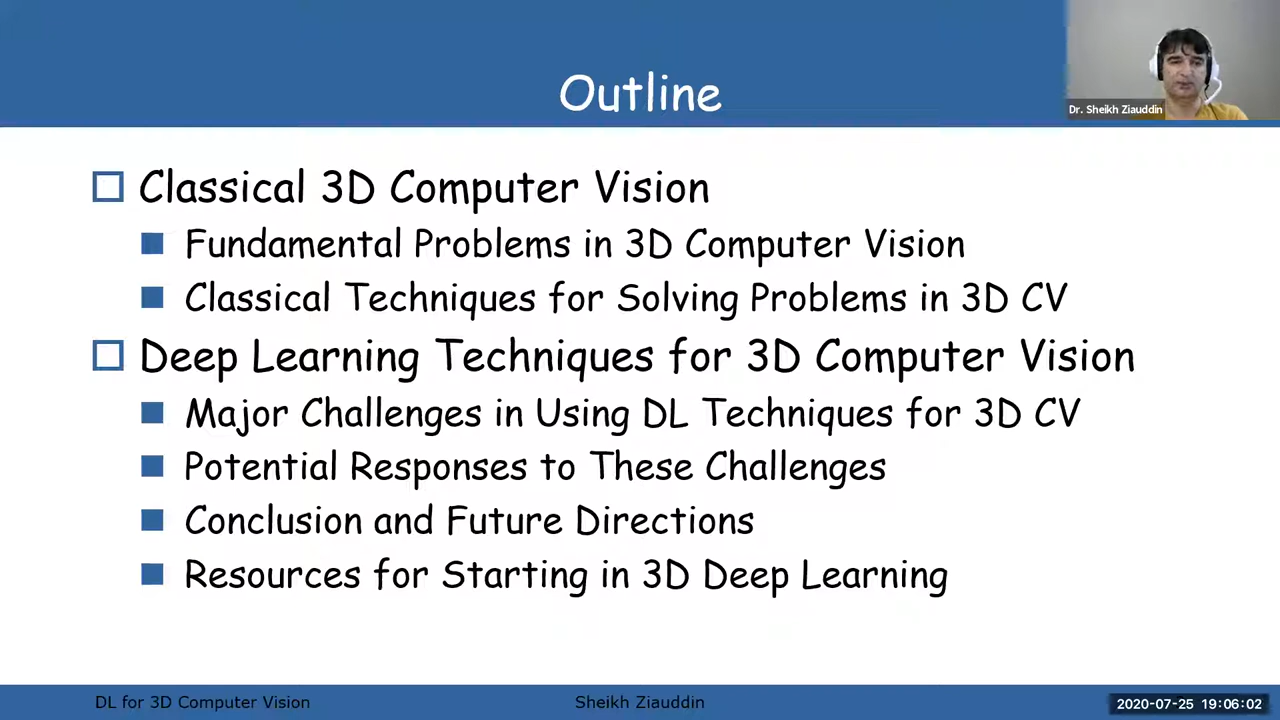 Outline
Dr. Sheikh Ziauddin
Classical 3D Computer Vision
Fundamental Problems in 3D Computer Vision
Classical Techniques for Solving Problems in 3D CV
Deep Learning Techniques for 3D Computer Vision
Major Challenges in Using DL Techniques for 3D CV
Potential Responses to These Challenges
Conclusion and Future Directions
Resources for Starting in 3D Deep Learning
DL for 3D Computer Vision
Sheikh Ziauddin
2020-07-25 19:06:02